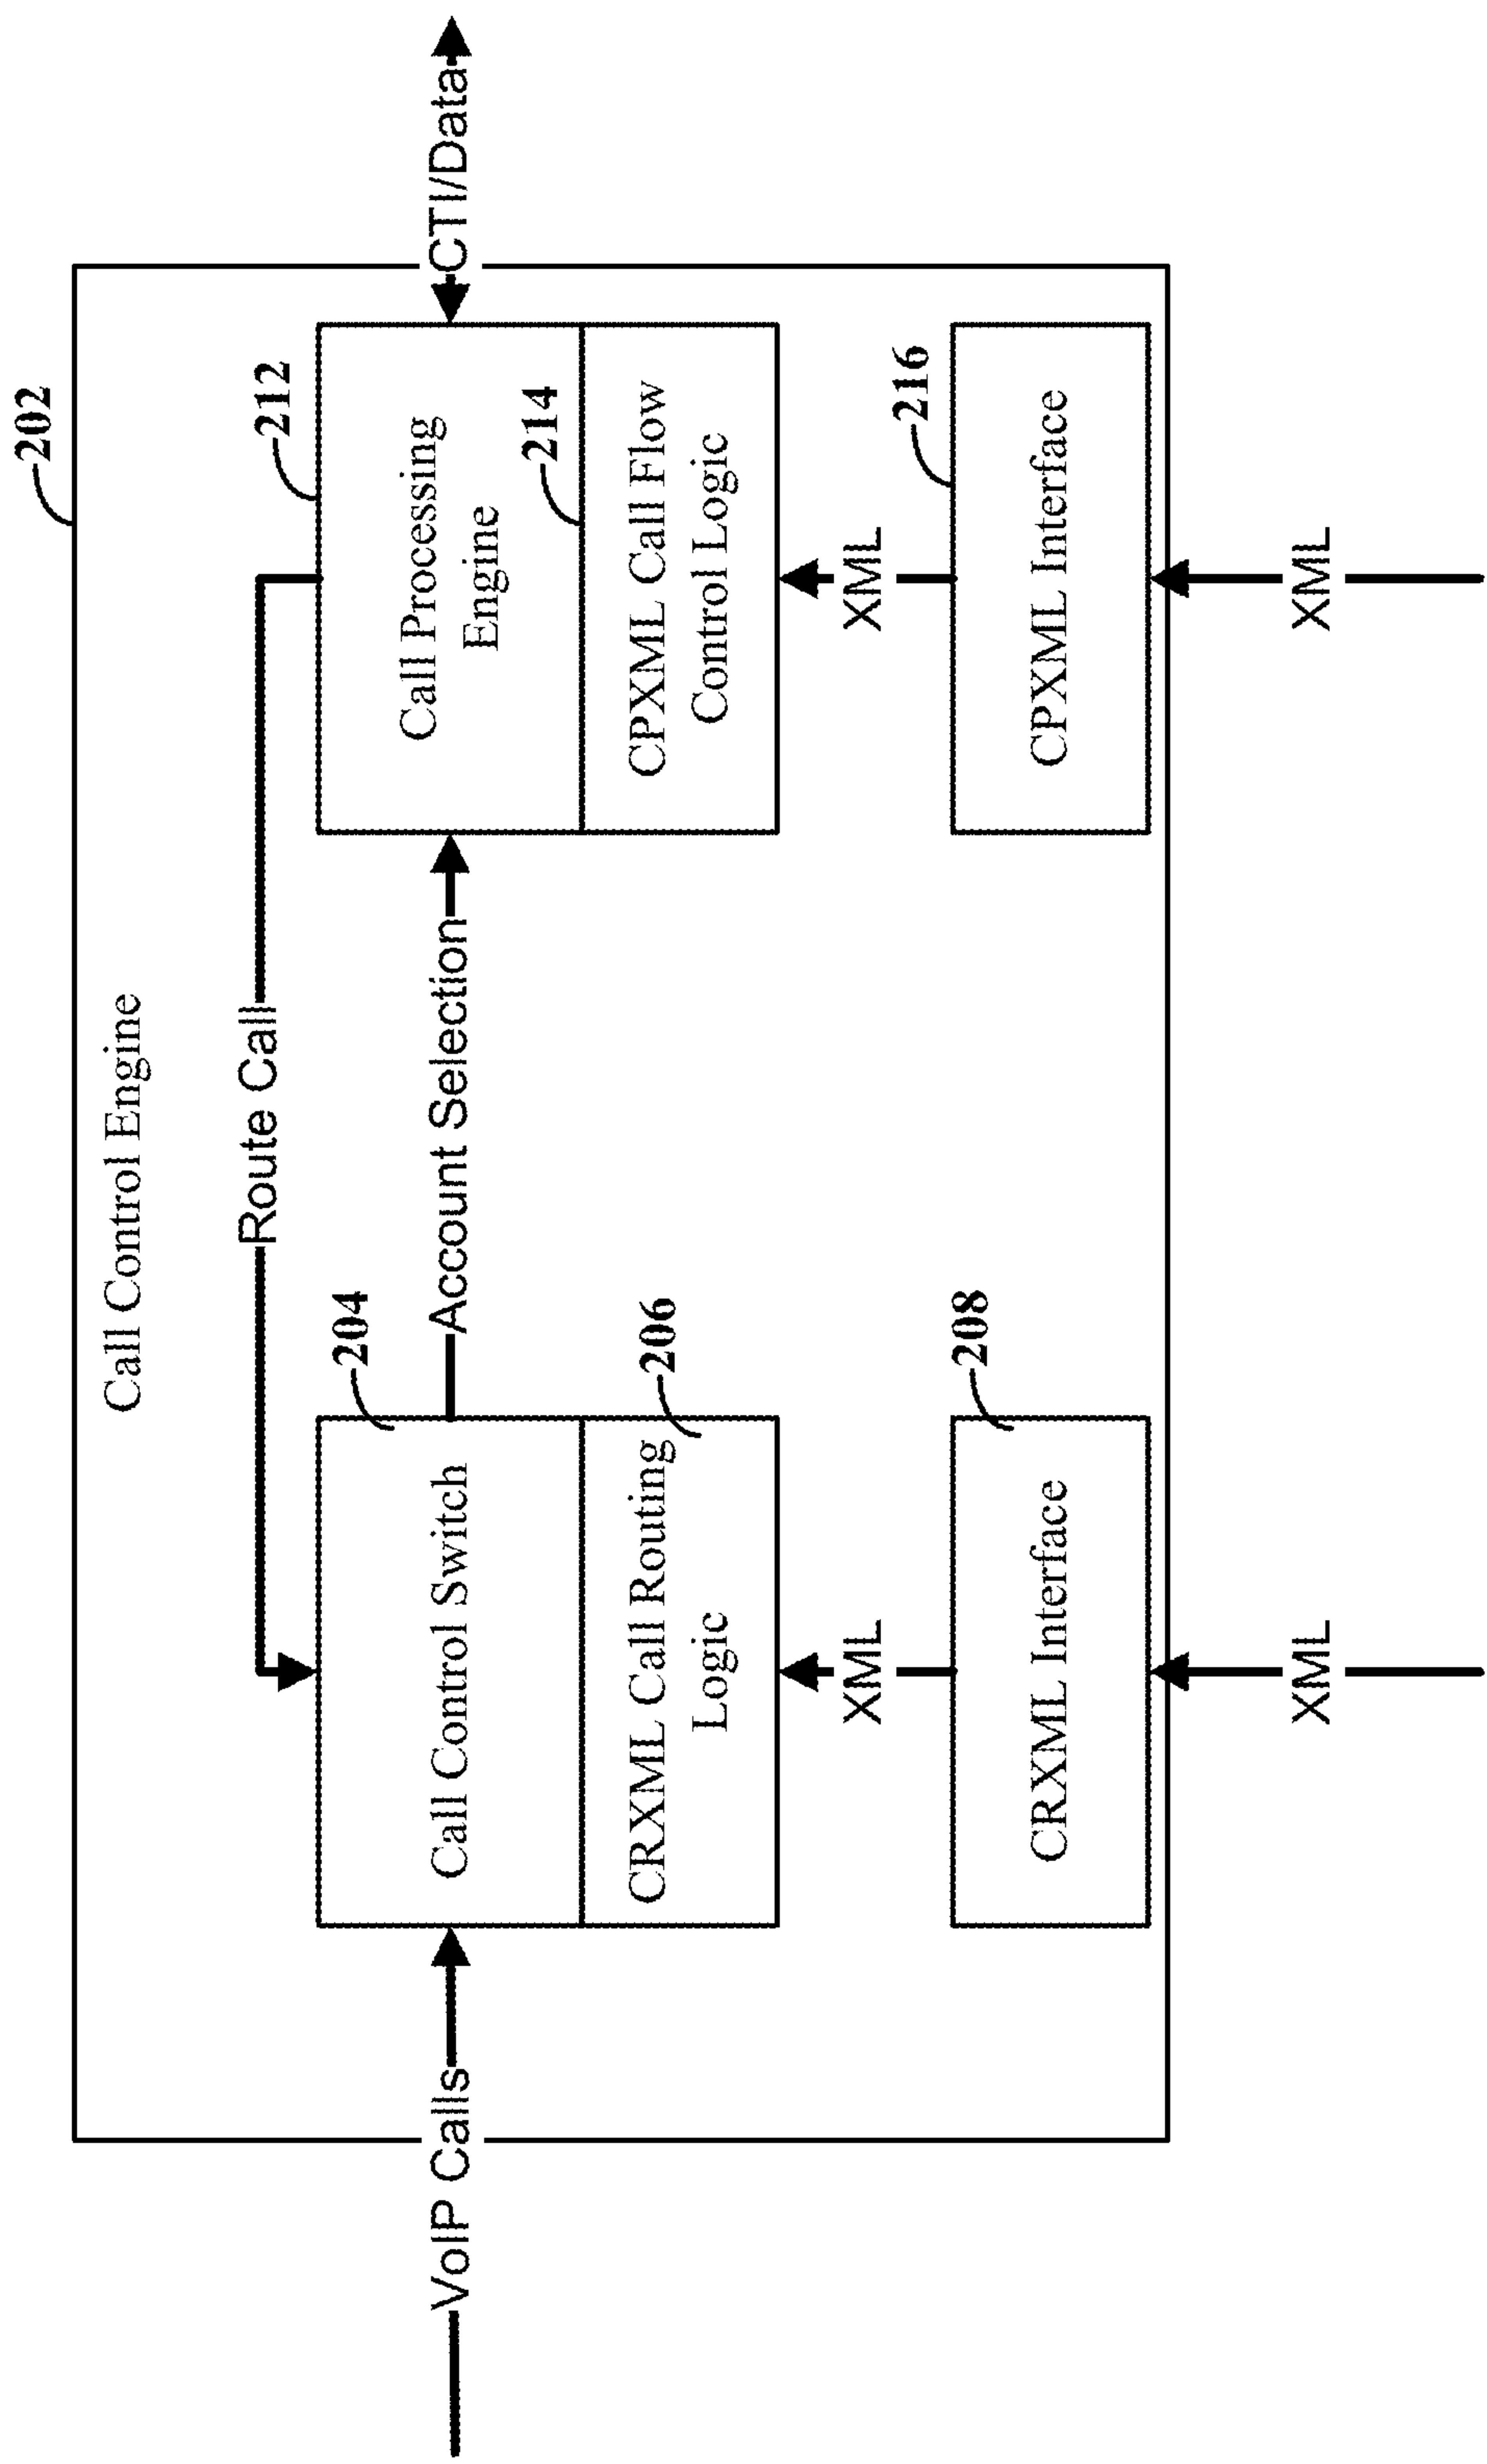 202
Call Control Engine
Route Call
204
212
VoIP Calls
Call Control Switch
Account Selection
Call Processing
Engine
CTI/Data
206
214
CRXML Call Routing
Logic
CPXML Call Flow
Control Logic
XML
XML
208
216
CRXML Interface
CPXML Interface
XML
XML